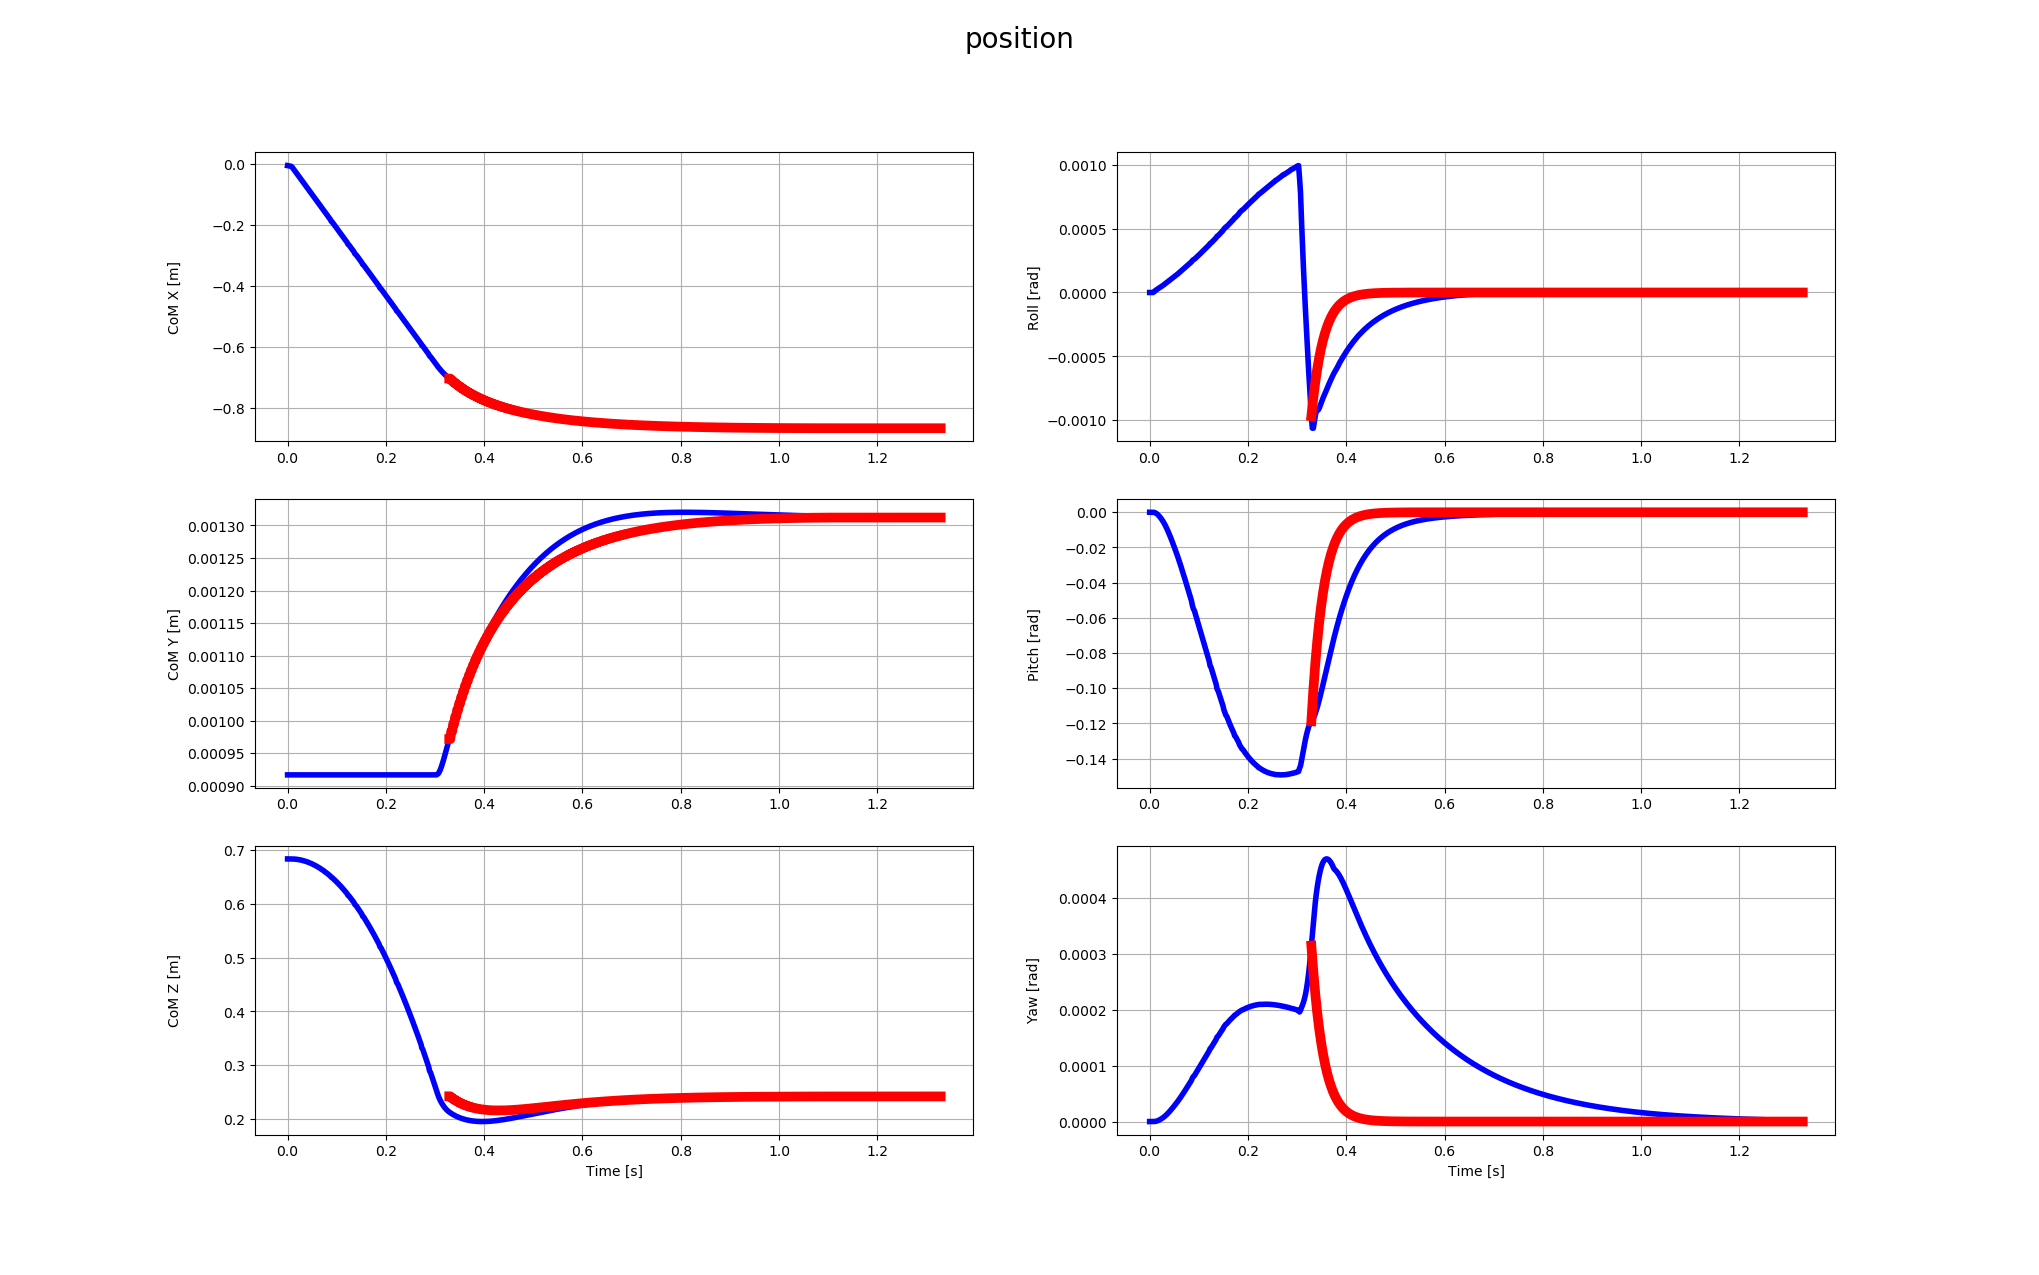 position
CoM X [m]
0.0
−0.2
−0.4
−0.6
−0.8
0.0 0.2 0.4 0.6 0.8 1.0 1.2
Roll [rad]
0.0010
0.0005
0.0000
−0.0005
−0.0010
0.0 0.2 0.4 0.6 0.8 1.0 1.2
CoM Y [m]
0.00130
0.00125
0.00120
0.00115
0.00110
0.00105
0.00100
0.00095
0.00090
0.0 0.2 0.4 0.6 0.8 1.0 1.2
Pitch [rad]
0.00
−0.02
−0.04
−0.06
−0.08
−0.10
−0.12
−0.14
0.0 0.2 0.4 0.6 0.8 1.0 1.2
CoM Z [m]
0.7
0.6
0.5
0.4
0.3
0.2
0.0 0.2 0.4 0.6 0.8 1.0 1.2
Time [s]
Yaw [rad]
0.0004
0.0003
0.0002
0.0001
0.0000
0.0 0.2 0.4 0.6 0.8 1.0 1.2
Time [s]